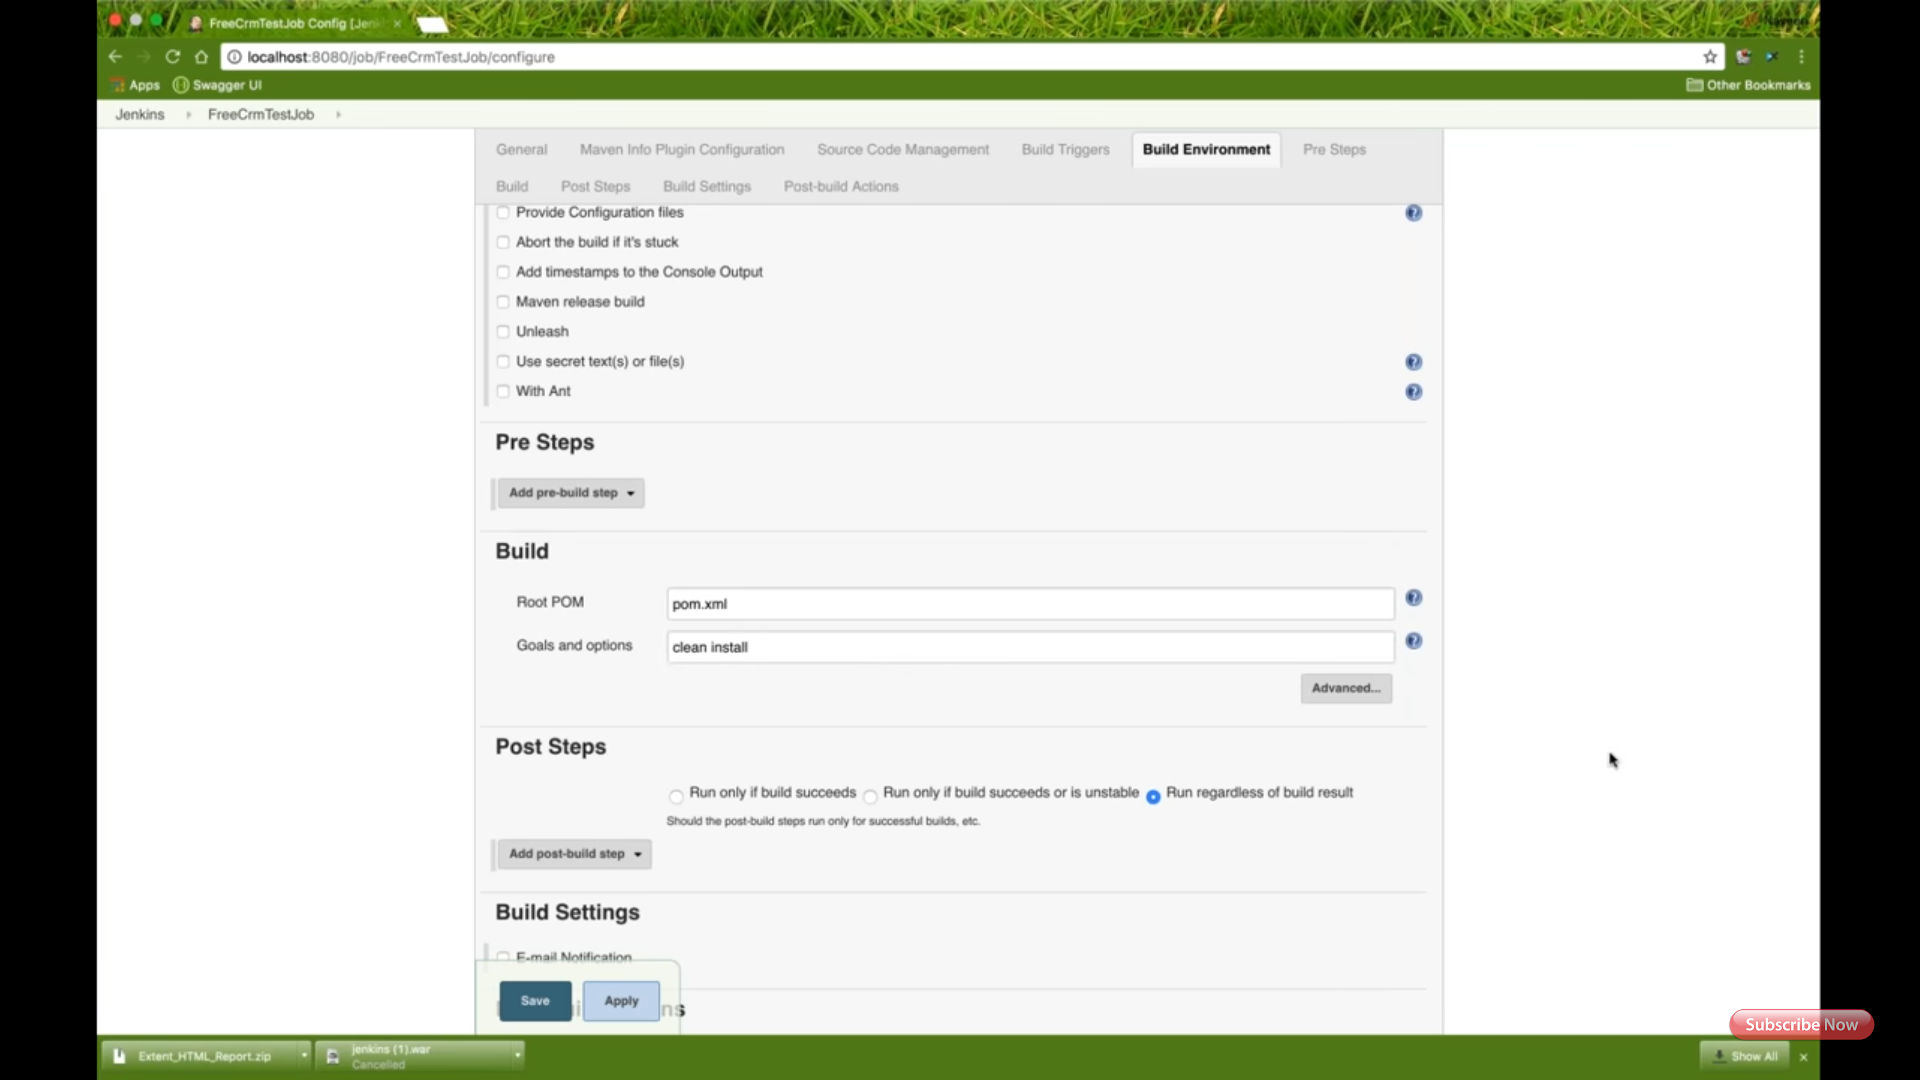 FreeCrmTestJob Config [Jen
localhost:8080/job/FreeCrmTestJob/configure
Apps Swagger UI Other Bookmarks
Jenkins FreeCrmTestJob
General Maven Info Plugin Configuration Source Code Management Build Triggers Build Environment Pre Steps
Build Post Steps Build Settings Post-build Actions
Provide Configuration files
Abort the build if it's stuck
Add timestamps to the Console Output
Maven release build
Unleash
Use secret text(s) or file(s)
With Ant
Pre Steps
Add pre-build step
Build
Root POM pom.xml
Goals and options clean install
Advanced...
Post Steps
Run only if build succeeds Run only if build succeeds or is unstable Run regardless of build result
Should the post-build steps run only for successful builds, etc.
Add post-build step
Build Settings
E-mail Notification
Save Apply ns
Subscribe Now
Extent_HTML_Report.zip jenkins (1).war Show All
Cancelled